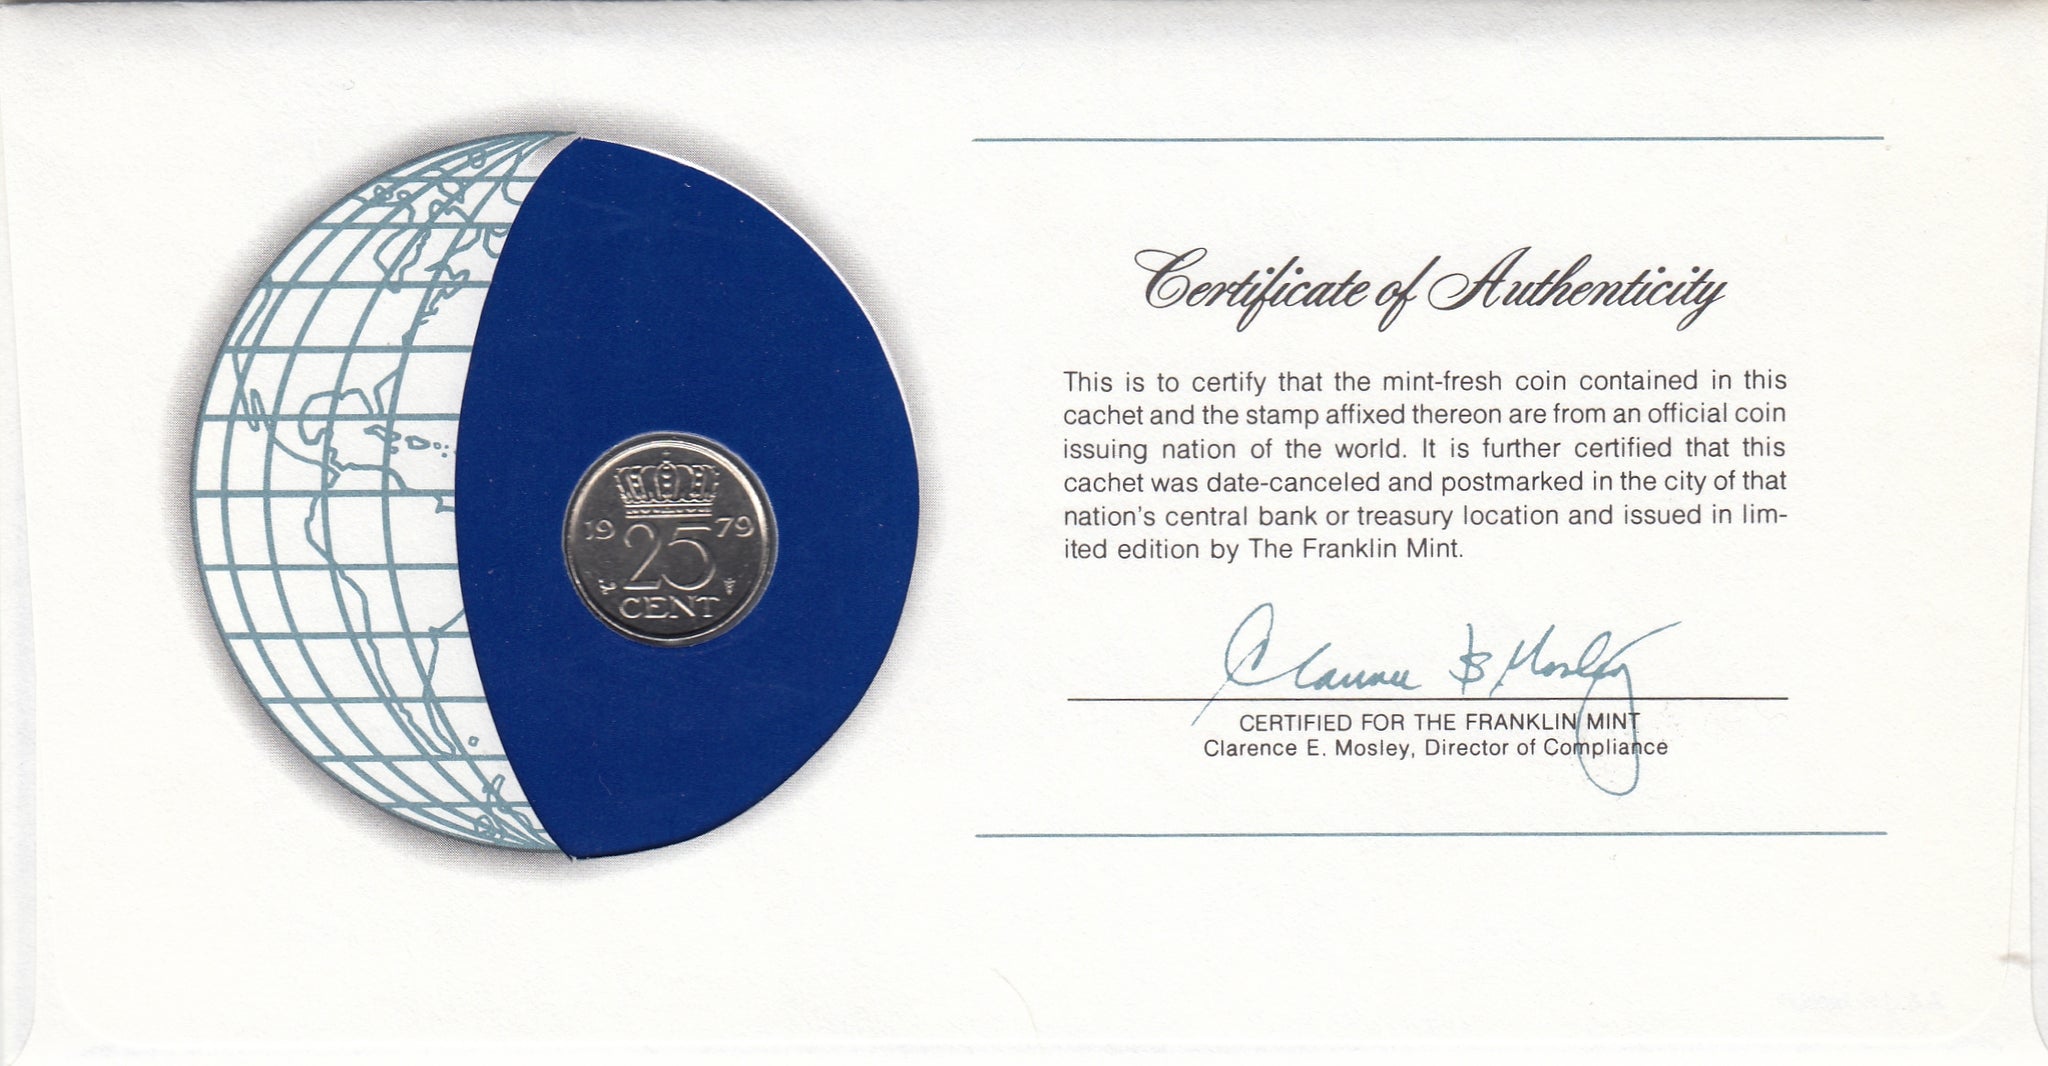 Certificate of Authenticity
This is to certify that the mint-fresh coin contained in this
cachet and the stamp affixed thereon are from an official coin
issuing nation of the world. It is further certified that this
cachet was date-canceled and postmarked in the city of that
nation's central bank or treasury location and issued in lim-
ited edition by The Franklin Mint.
Clarence B Mosley
CERTIFIED FOR THE FRANKLIN MINT
Clarence E. Mosley, Director of Compliance
19 79
25
CENT